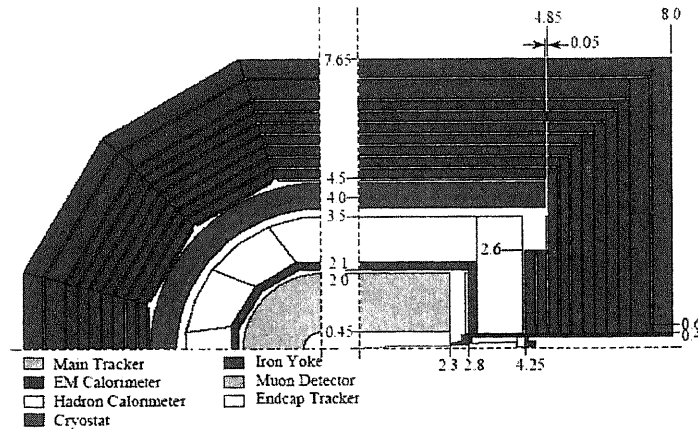 4.85
8.0
0.05
7.65
4.5
4.0
3.5
2.6
2.1
2.0
0.45
2.3
2.8
4.25
Main Tracker
EM Calorimeter
Hadron Calorimeter
Cryostat
Iron Yoke
Muon Detector
Endcap Tracker